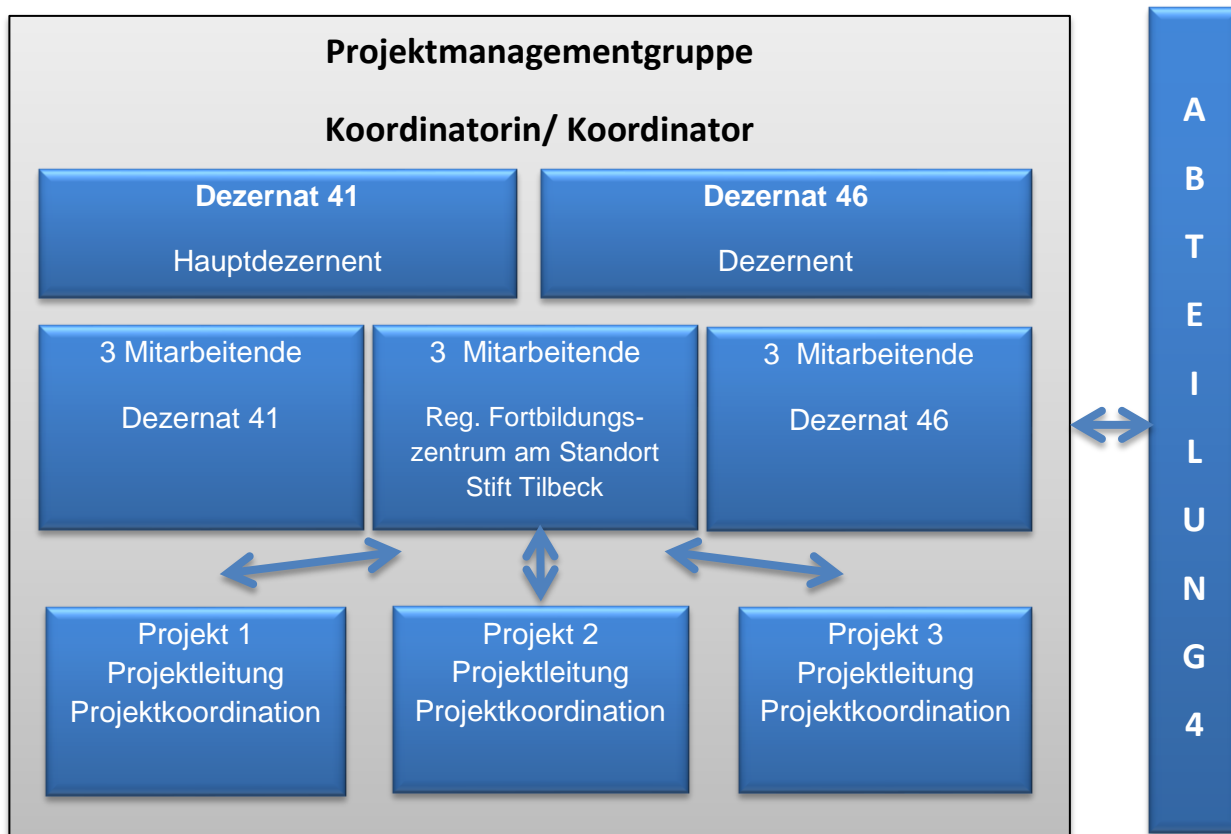 Projektmanagementgruppe
Koordinatorin/ Koordinator
Dezernat 41
Hauptdezernent
Dezernat 46
Dezernent
3 Mitarbeitende
Dezernat 41
3 Mitarbeitende
Reg. Fortbildungs-
zentrum am Standort
Stift Tilbeck
3 Mitarbeitende
Dezernat 46
Projekt 1
Projektleitung
Projektkoordination
Projekt 2
Projektleitung
Projektkoordination
Projekt 3
Projektleitung
Projektkoordination
A
B
T
E
I
L
U
N
G
4